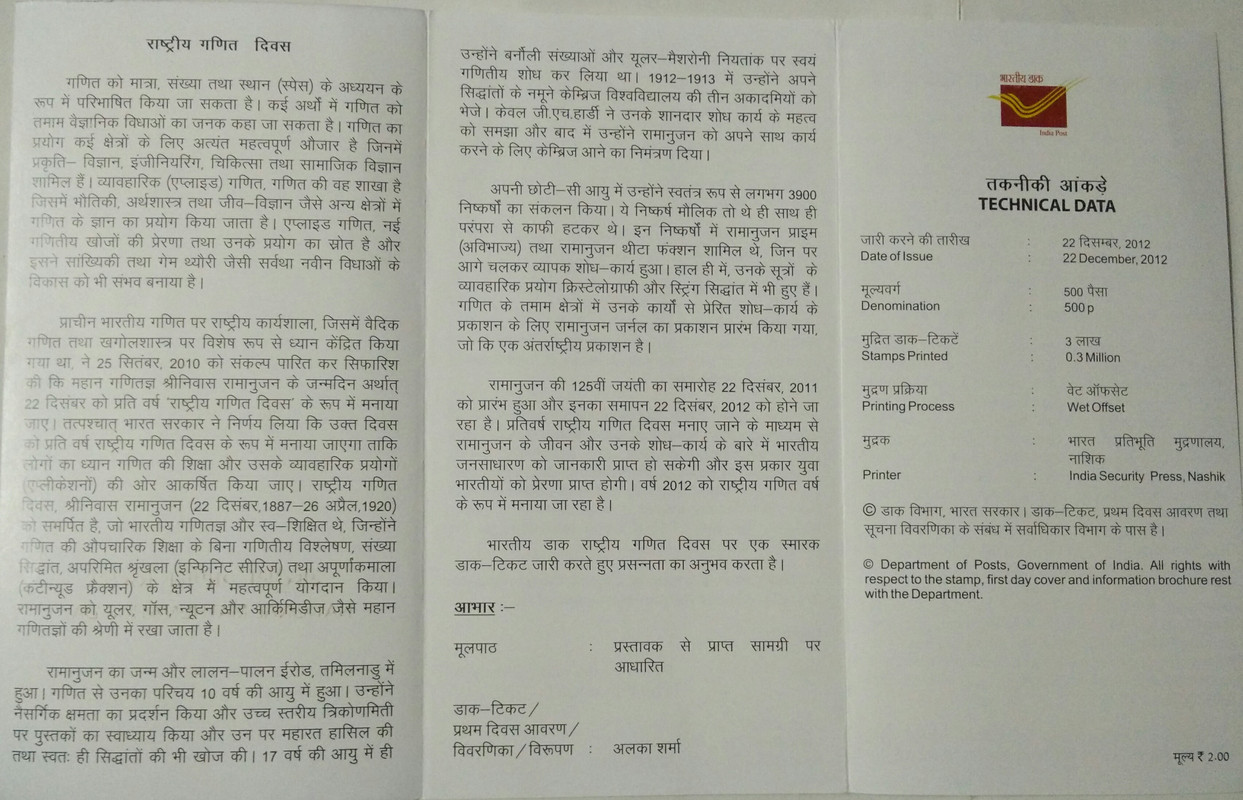 राष्ट्रीय गणित दिवस
गणित को मात्रा, संख्या तथा स्थान (स्पेस) के अध्ययन के
रूप में परिभाषित किया जा सकता है। कई अर्थो में गणित को
तमाम वैज्ञानिक विधाओं का जनक कहा जा सकता है। गणित का
प्रयोग कई क्षेत्रों के लिए अत्यंत महत्वपूर्ण औजार है जिनमें
प्रकृति– विज्ञान, इंजीनियरिंग, चिकित्सा तथा सामाजिक विज्ञान
शामिल हैं। व्यावहारिक (एप्लाइड) गणित, गणित की वह शाखा है
जिसमें भौतिकी, अर्थशास्त्र तथा जीव–विज्ञान जैसे अन्य क्षेत्रों में
गणित के ज्ञान का प्रयोग किया जाता है। एप्लाइड गणित, नई
गणितीय खोजों की प्रेरणा तथा उनके प्रयोग का स्रोत है और
इसने सांख्यिकी तथा गेम थ्यौरी जैसी सर्वथा नवीन विधाओं के
विकास को भी संभव बनाया है।
प्राचीन भारतीय गणित पर राष्ट्रीय कार्यशाला, जिसमें वैदिक
गणित तथा खगोलशास्त्र पर विशेष रूप से ध्यान केंद्रित किया
गया था, ने 25 सितंबर, 2010 को संकल्प पारित कर सिफारिश
की कि महान गणितज्ञ श्रीनिवास रामानुजन के जन्मदिन अर्थात्
22 दिसंबर को प्रति वर्ष 'राष्ट्रीय गणित दिवस' के रूप में मनाया
जाए। तत्पश्चात् भारत सरकार ने निर्णय लिया कि उक्त दिवस
को प्रति वर्ष राष्ट्रीय गणित दिवस के रूप में मनाया जाएगा ताकि
लोगों का ध्यान गणित की शिक्षा और उसके व्यावहारिक प्रयोगों
(एप्लीकेशनों) की ओर आकर्षित किया जाए। राष्ट्रीय गणित
दिवस, श्रीनिवास रामानुजन (22 दिसंबर,1887–26 अप्रैल,1920)
को समर्पित है, जो भारतीय गणितज्ञ और स्व–शिक्षित थे, जिन्होंने
गणित की औपचारिक शिक्षा के बिना गणितीय विश्लेषण, संख्या
सिद्धांत, अपरिमित श्रृंखला (इन्फिनिट सीरिज) तथा अपूर्णांकमाला
(कंटीन्यूड फ्रैक्शन) के क्षेत्र में महत्वपूर्ण योगदान किया।
रामानुजन को यूलर, गॉस, न्यूटन और आर्किमिडीज जैसे महान
गणितज्ञों की श्रेणी में रखा जाता है।
रामानुजन का जन्म और लालन–पालन ईरोड, तमिलनाडु में
हुआ। गणित से उनका परिचय 10 वर्ष की आयु में हुआ। उन्होंने
नैसर्गिक क्षमता का प्रदर्शन किया और उच्च स्तरीय त्रिकोणमिती
पर पुस्तकों का स्वाध्याय किया और उन पर महारत हासिल की
तथा स्वतः ही सिद्धांतों की भी खोज की। 17 वर्ष की आयु में ही
उन्होंने बर्नौली संख्याओं और यूलर–मैशरोनी नियतांक पर स्वयं
गणितीय शोध कर लिया था। 1912–1913 में उन्होंने अपने
सिद्धांतों के नमूने केम्ब्रिज विश्वविद्यालय की तीन अकादमियों को
भेजे। केवल जी.एच.हार्डी ने उनके शानदार शोध कार्य के महत्व
को समझा और बाद में उन्होंने रामानुजन को अपने साथ कार्य
करने के लिए केम्ब्रिज आने का निमंत्रण दिया।
अपनी छोटी–सी आयु में उन्होंने स्वतंत्र रूप से लगभग 3900
निष्कर्षों का संकलन किया। ये निष्कर्ष मौलिक तो थे ही साथ ही
परंपरा से काफी हटकर थे। इन निष्कर्षों में रामानुजन प्राइम
(अविभाज्य) तथा रामानुजन थीटा फंक्शन शामिल थे, जिन पर
आगे चलकर व्यापक शोध–कार्य हुआ। हाल ही में, उनके सूत्रों के
व्यावहारिक प्रयोग क्रिस्टेलोग्राफी और स्ट्रिंग सिद्धांत में भी हुए हैं।
गणित के तमाम क्षेत्रों में उनके कार्यो से प्रेरित शोध–कार्य के
प्रकाशन के लिए रामानुजन जर्नल का प्रकाशन प्रारंभ किया गया,
जो कि एक अंतर्राष्ट्रीय प्रकाशन है।
रामानुजन की 125वीं जयंती का समारोह 22 दिसंबर, 2011
को प्रारंभ हुआ और इनका समापन 22 दिसंबर, 2012 को होने जा
रहा है। प्रतिवर्ष राष्ट्रीय गणित दिवस मनाए जाने के माध्यम से
रामानुजन के जीवन और उनके शोध–कार्य के बारे में भारतीय
जनसाधारण को जानकारी प्राप्त हो सकेगी और इस प्रकार युवा
भारतीयों को प्रेरणा प्राप्त होगी। वर्ष 2012 को राष्ट्रीय गणित वर्ष
के रूप में मनाया जा रहा है।
भारतीय डाक राष्ट्रीय गणित दिवस पर एक स्मारक
डाक–टिकट जारी करते हुए प्रसन्नता का अनुभव करता है।
आभार :–
मूलपाठ : प्रस्तावक से प्राप्त सामग्री पर
आधारित
डाक–टिकट/
प्रथम दिवस आवरण/
विवरणिका/विरूपण : अलका शर्मा
भारतीय डाक
India Post
तकनीकी आंकड़े
TECHNICAL DATA
जारी करने की तारीख : 22 दिसम्बर, 2012
Date of Issue : 22 December, 2012
मूल्यवर्ग : 500 पैसा
Denomination : 500 p
मुद्रित डाक–टिकटें : 3 लाख
Stamps Printed : 0.3 Million
मुद्रण प्रक्रिया : वेट ऑफसेट
Printing Process : Wet Offset
मुद्रक : भारत प्रतिभूति मुद्रणालय,
नाशिक
Printer : India Security Press, Nashik
© डाक विभाग, भारत सरकार। डाक–टिकट, प्रथम दिवस आवरण तथा
सूचना विवरणिका के संबंध में सर्वाधिकार विभाग के पास है।
© Department of Posts, Government of India. All rights with
respect to the stamp, first day cover and information brochure rest
with the Department.
मूल्य ₹ 2.00